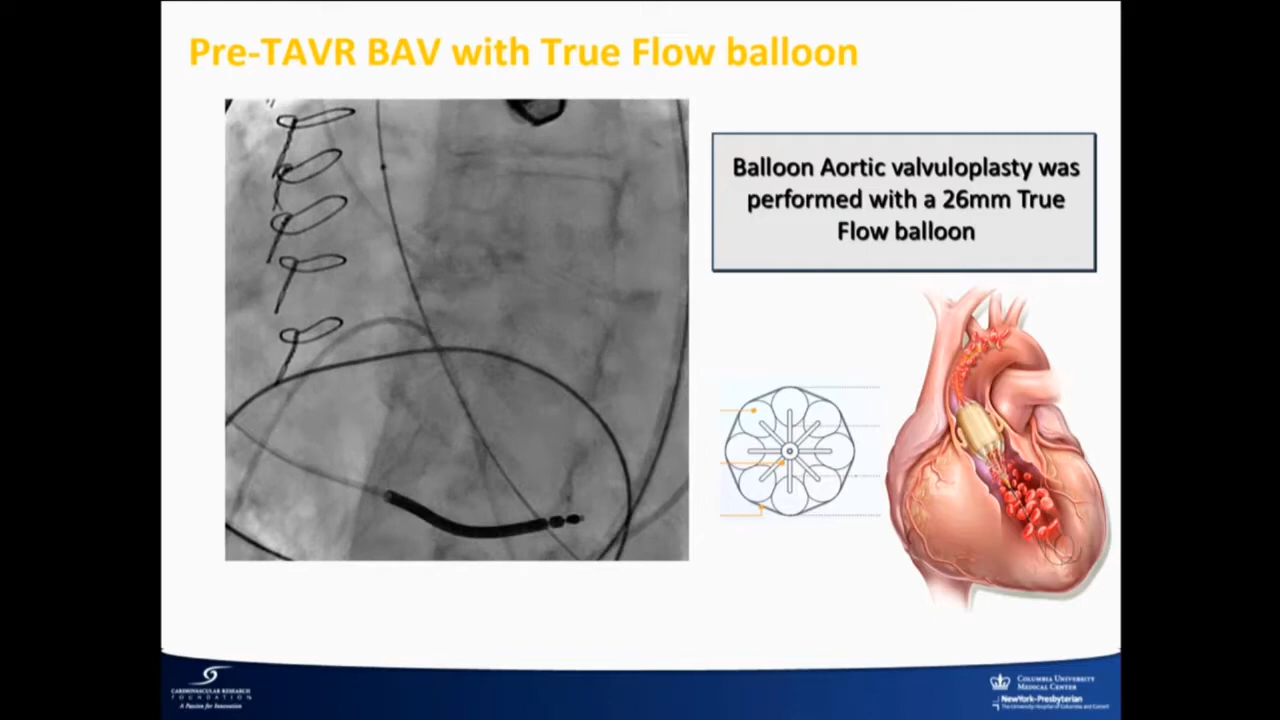 Pre-TAVR BAV with True Flow balloon
Balloon Aortic valvuloplasty was
performed with a 26mm True
Flow balloon
CARDIOVASCULAR RESEARCH
FOUNDATION
A Passion for Innovation
COLUMBIA UNIVERSITY
MEDICAL CENTER
NewYork-Presbyterian
The University Hospital of Columbia and Cornell